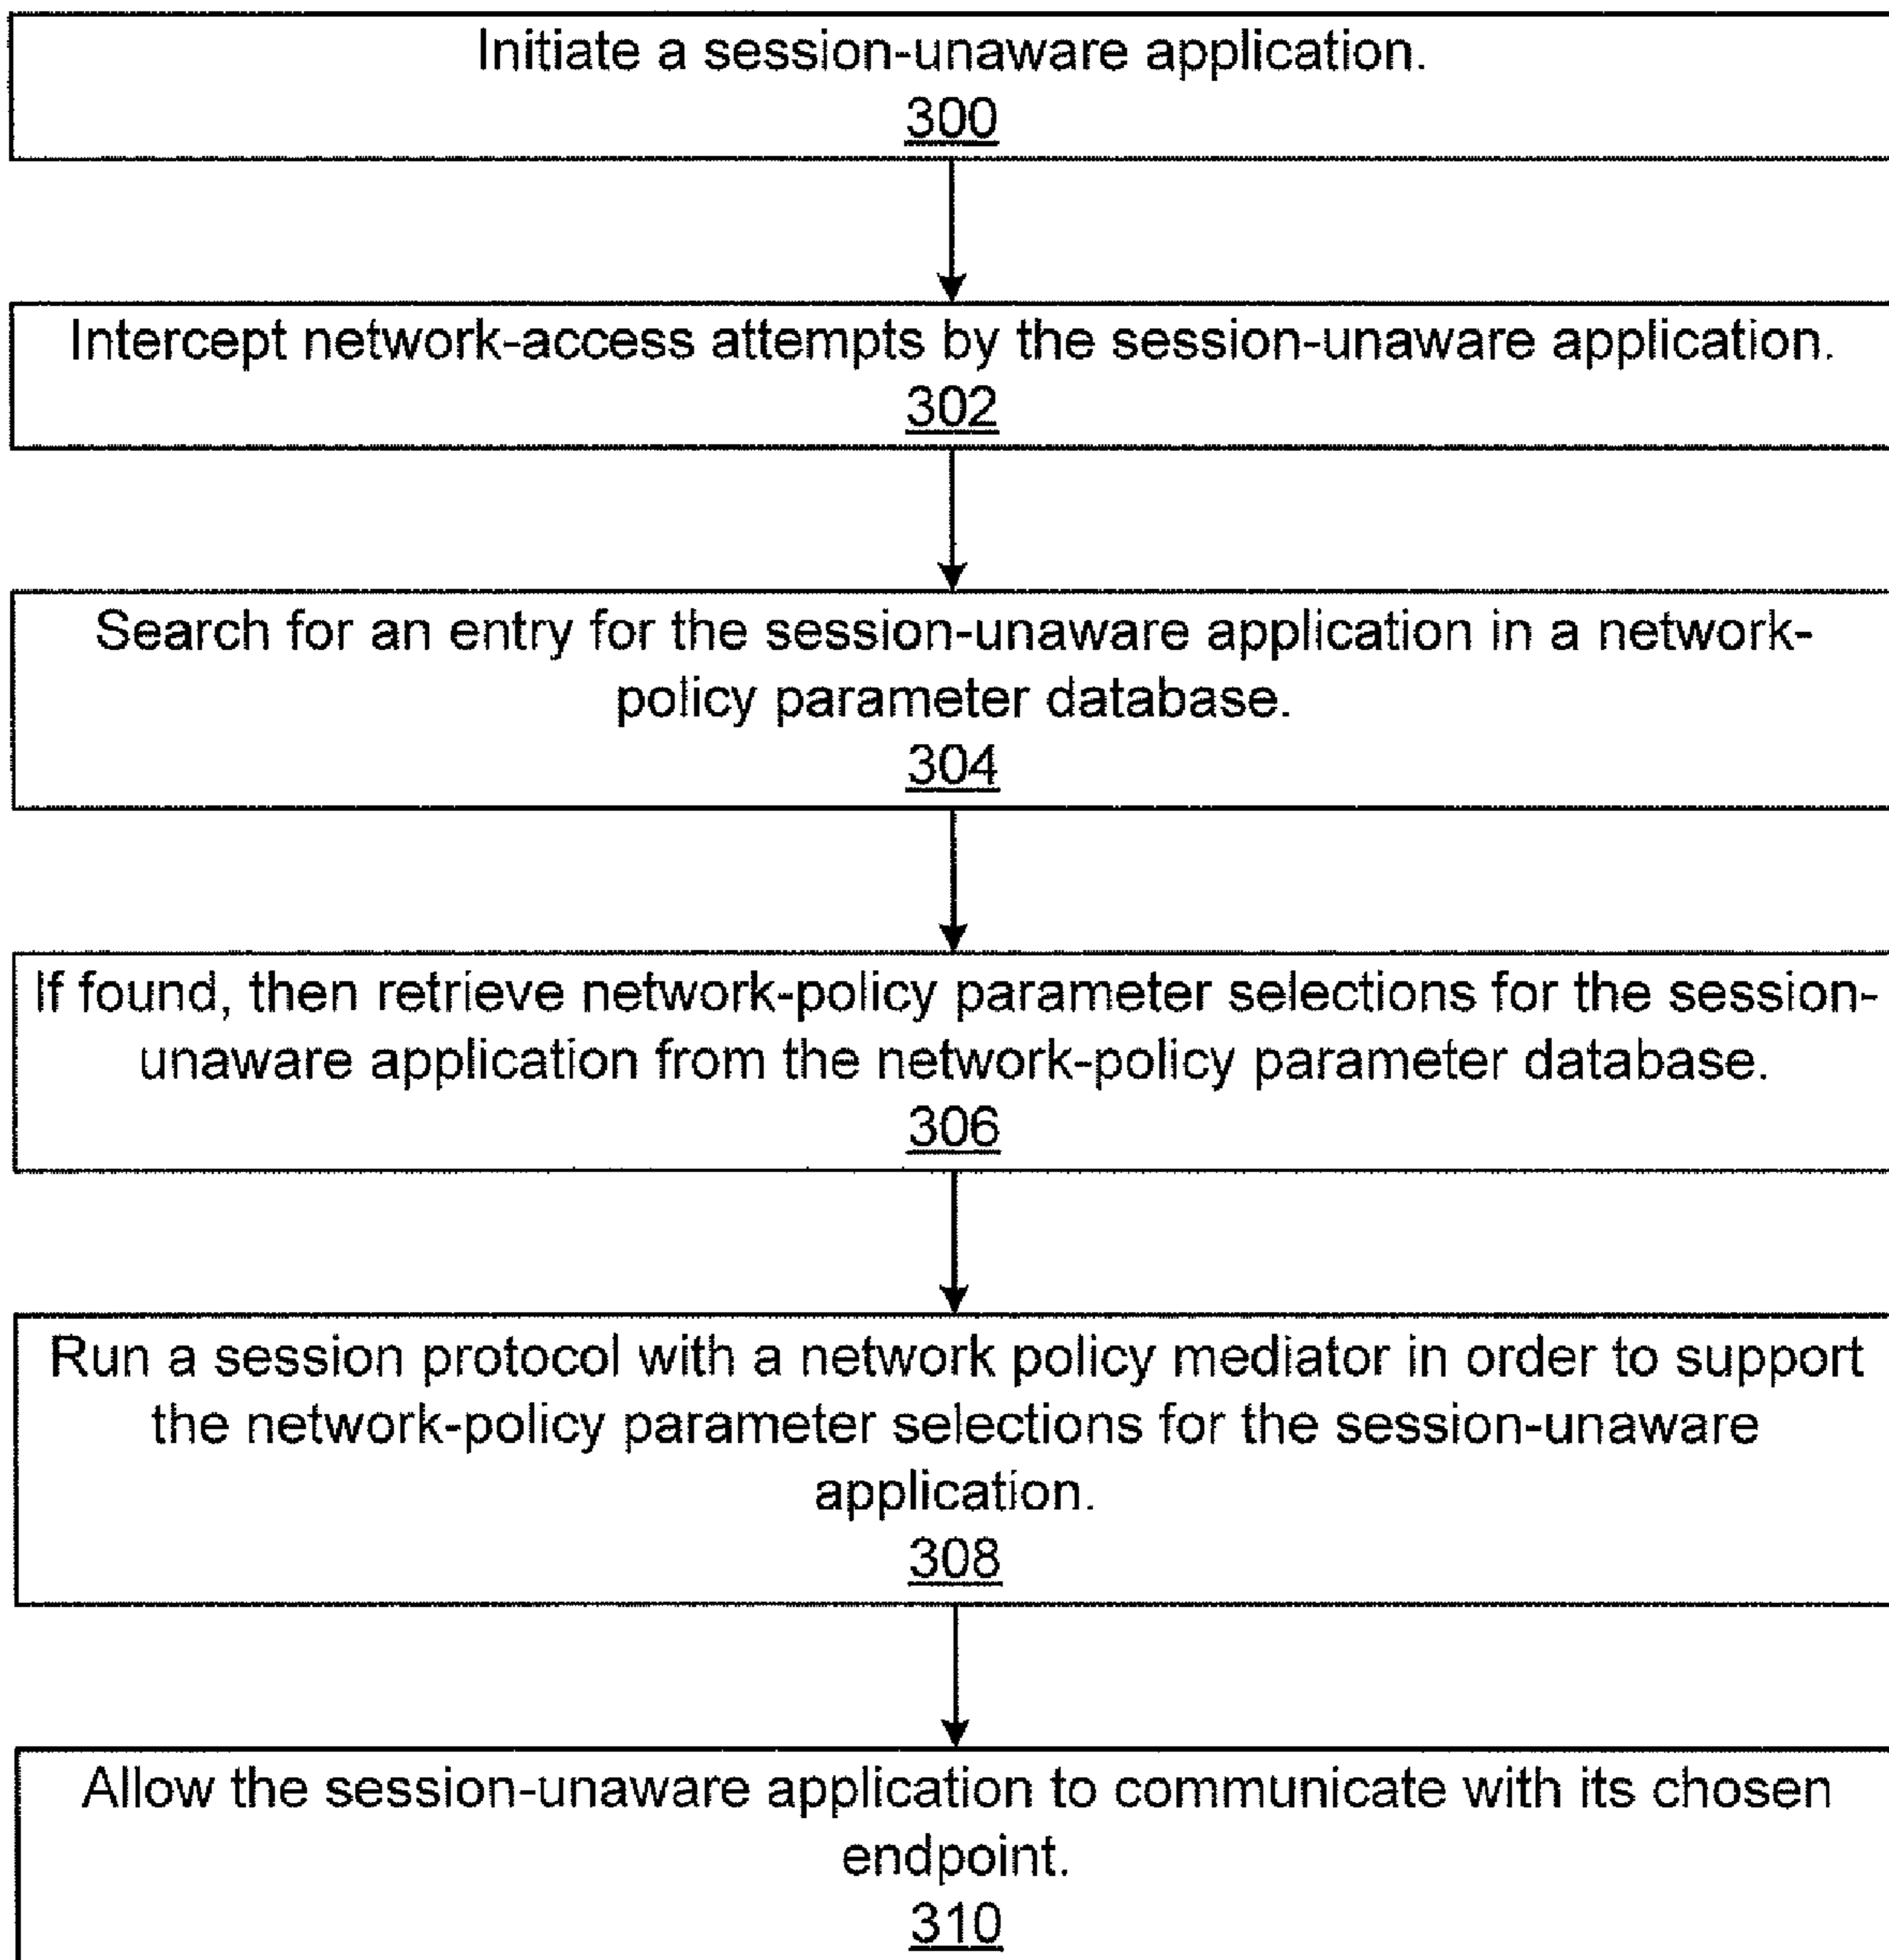 Initiate a session-unaware application.
300
Intercept network-access attempts by the session-unaware application.
302
Search for an entry for the session-unaware application in a network-
policy parameter database.
304
If found, then retrieve network-policy parameter selections for the session-
unaware application from the network-policy parameter database.
306
Run a session protocol with a network policy mediator in order to support
the network-policy parameter selections for the session-unaware
application.
308
Allow the session-unaware application to communicate with its chosen
endpoint.
310